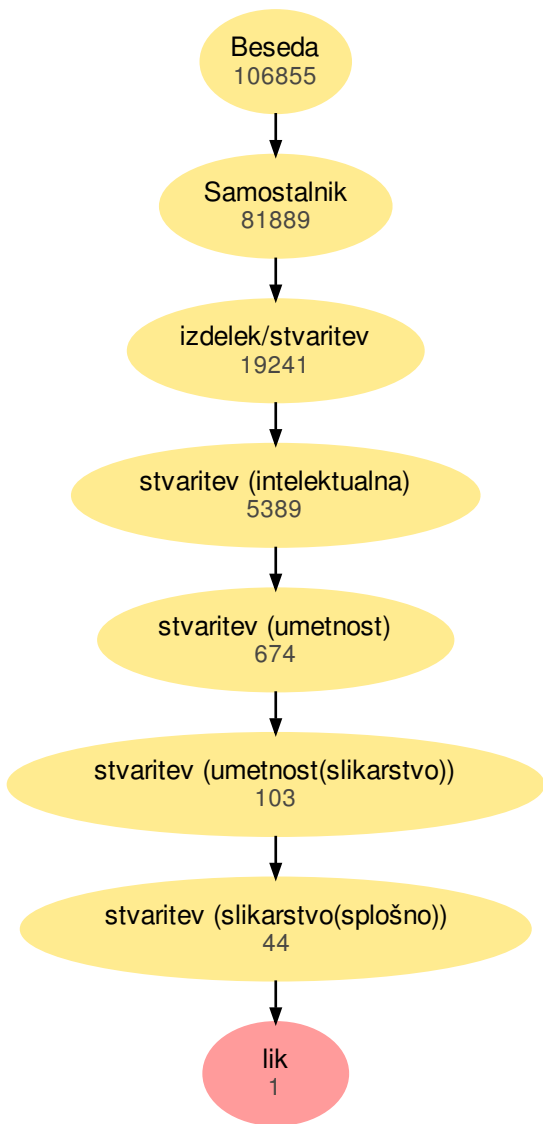 Beseda
106855
Samostalnik
81889
izdelek/stvaritev
19241
stvaritev (intelektualna)
5389
stvaritev (umetnost)
674
stvaritev (umetnost(slikarstvo))
103
stvaritev (slikarstvo(splošno))
44
lik
1